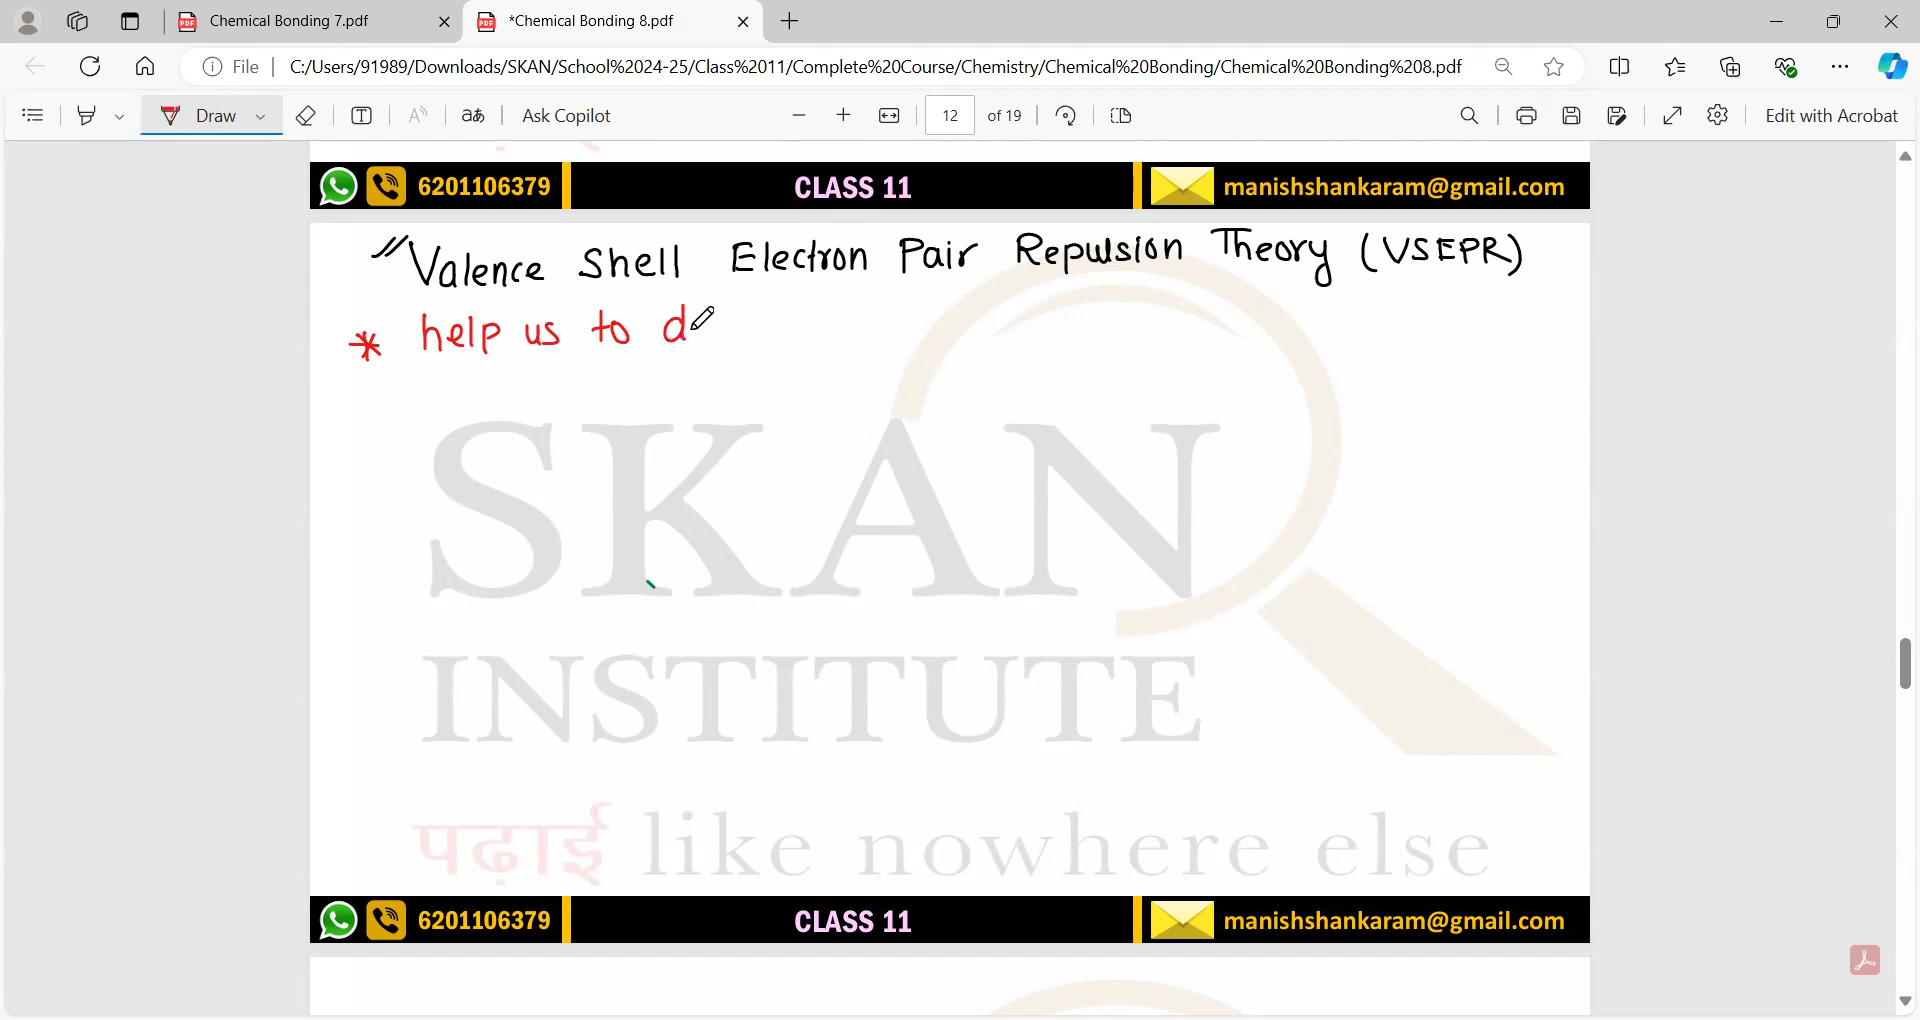 Chemical Bonding 7.pdf
*Chemical Bonding 8.pdf
File
C:/Users/91989/Downloads/SKAN/School%2024-25/Class%2011/Complete%20Course/Chemistry/Chemical%20Bonding/Chemical%20Bonding%208.pdf
Draw
Ask Copilot
12 of 19
Edit with Acrobat
6201106379 CLASS 11 manishshankaram@gmail.com
Valence Shell Electron Pair Repulsion Theory (VSEPR)
* help us to d
SKAN
INSTITUTE
पढ़ाई like nowhere else
6201106379 CLASS 11 manishshankaram@gmail.com